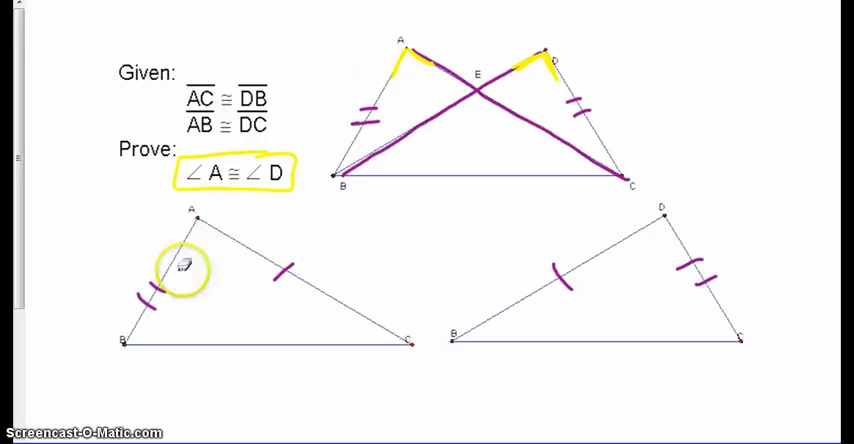 A
E
D
Given:
AC ≅ DB
AB ≅ DC
Prove:
∠ A ≅ ∠ D
B
C
A
D
B
C
B
C
Screencast-O-Matic.com